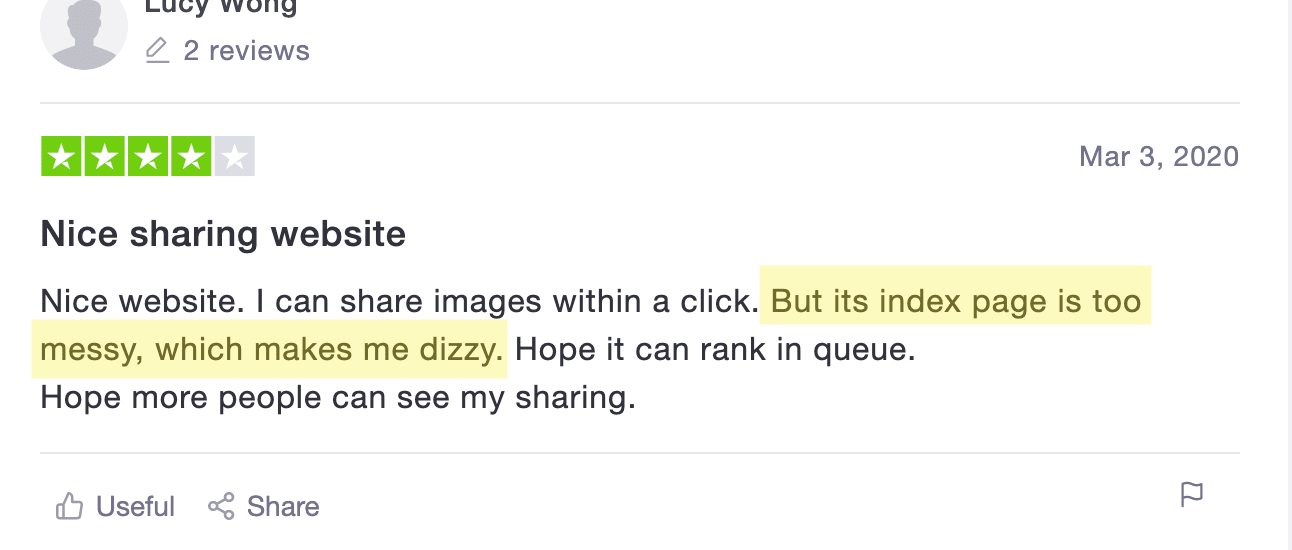 Lucy Wong
2 reviews
Mar 3, 2020
Nice sharing website
Nice website. I can share images within a click. But its index page is too
messy, which makes me dizzy. Hope it can rank in queue.
Hope more people can see my sharing.
Useful Share